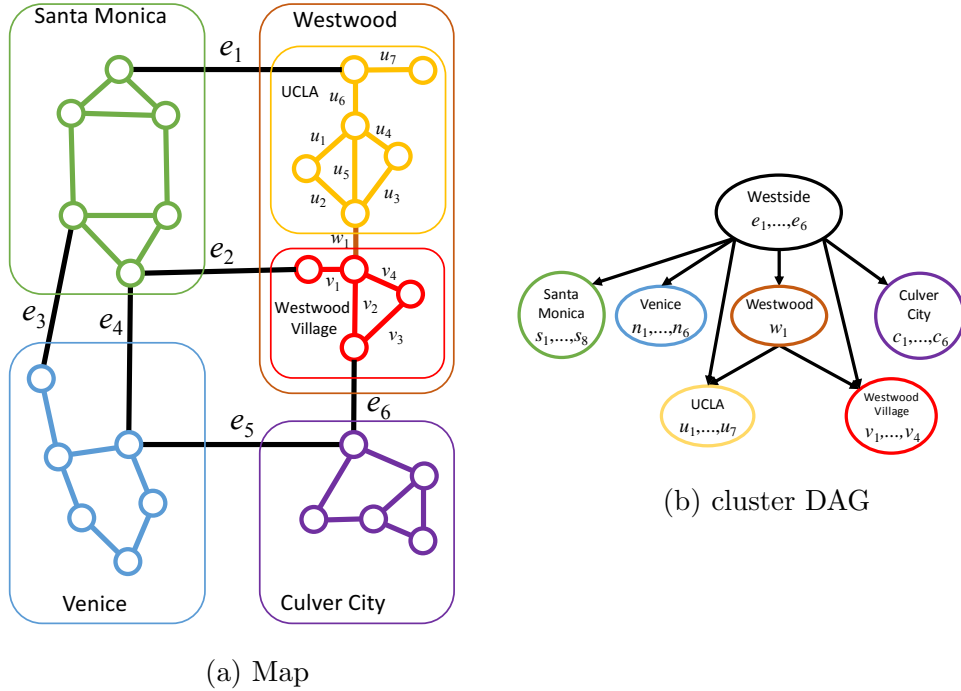 Santa Monica
Westwood
e₁
u₇
UCLA
u₆
u₁
u₄
u₅
u₂
u₃
w₁
e₂
v₁
v₄
Westwood
Village
v₂
v₃
e₃
e₄
e₆
e₅
Venice
Culver City
(a) Map
Westside
e₁,...,e₆
Santa
Monica
s₁,...,s₈
Venice
n₁,...,n₆
Westwood
w₁
Culver
City
c₁,...,c₆
UCLA
u₁,...,u₇
Westwood
Village
v₁,...,v₄
(b) cluster DAG